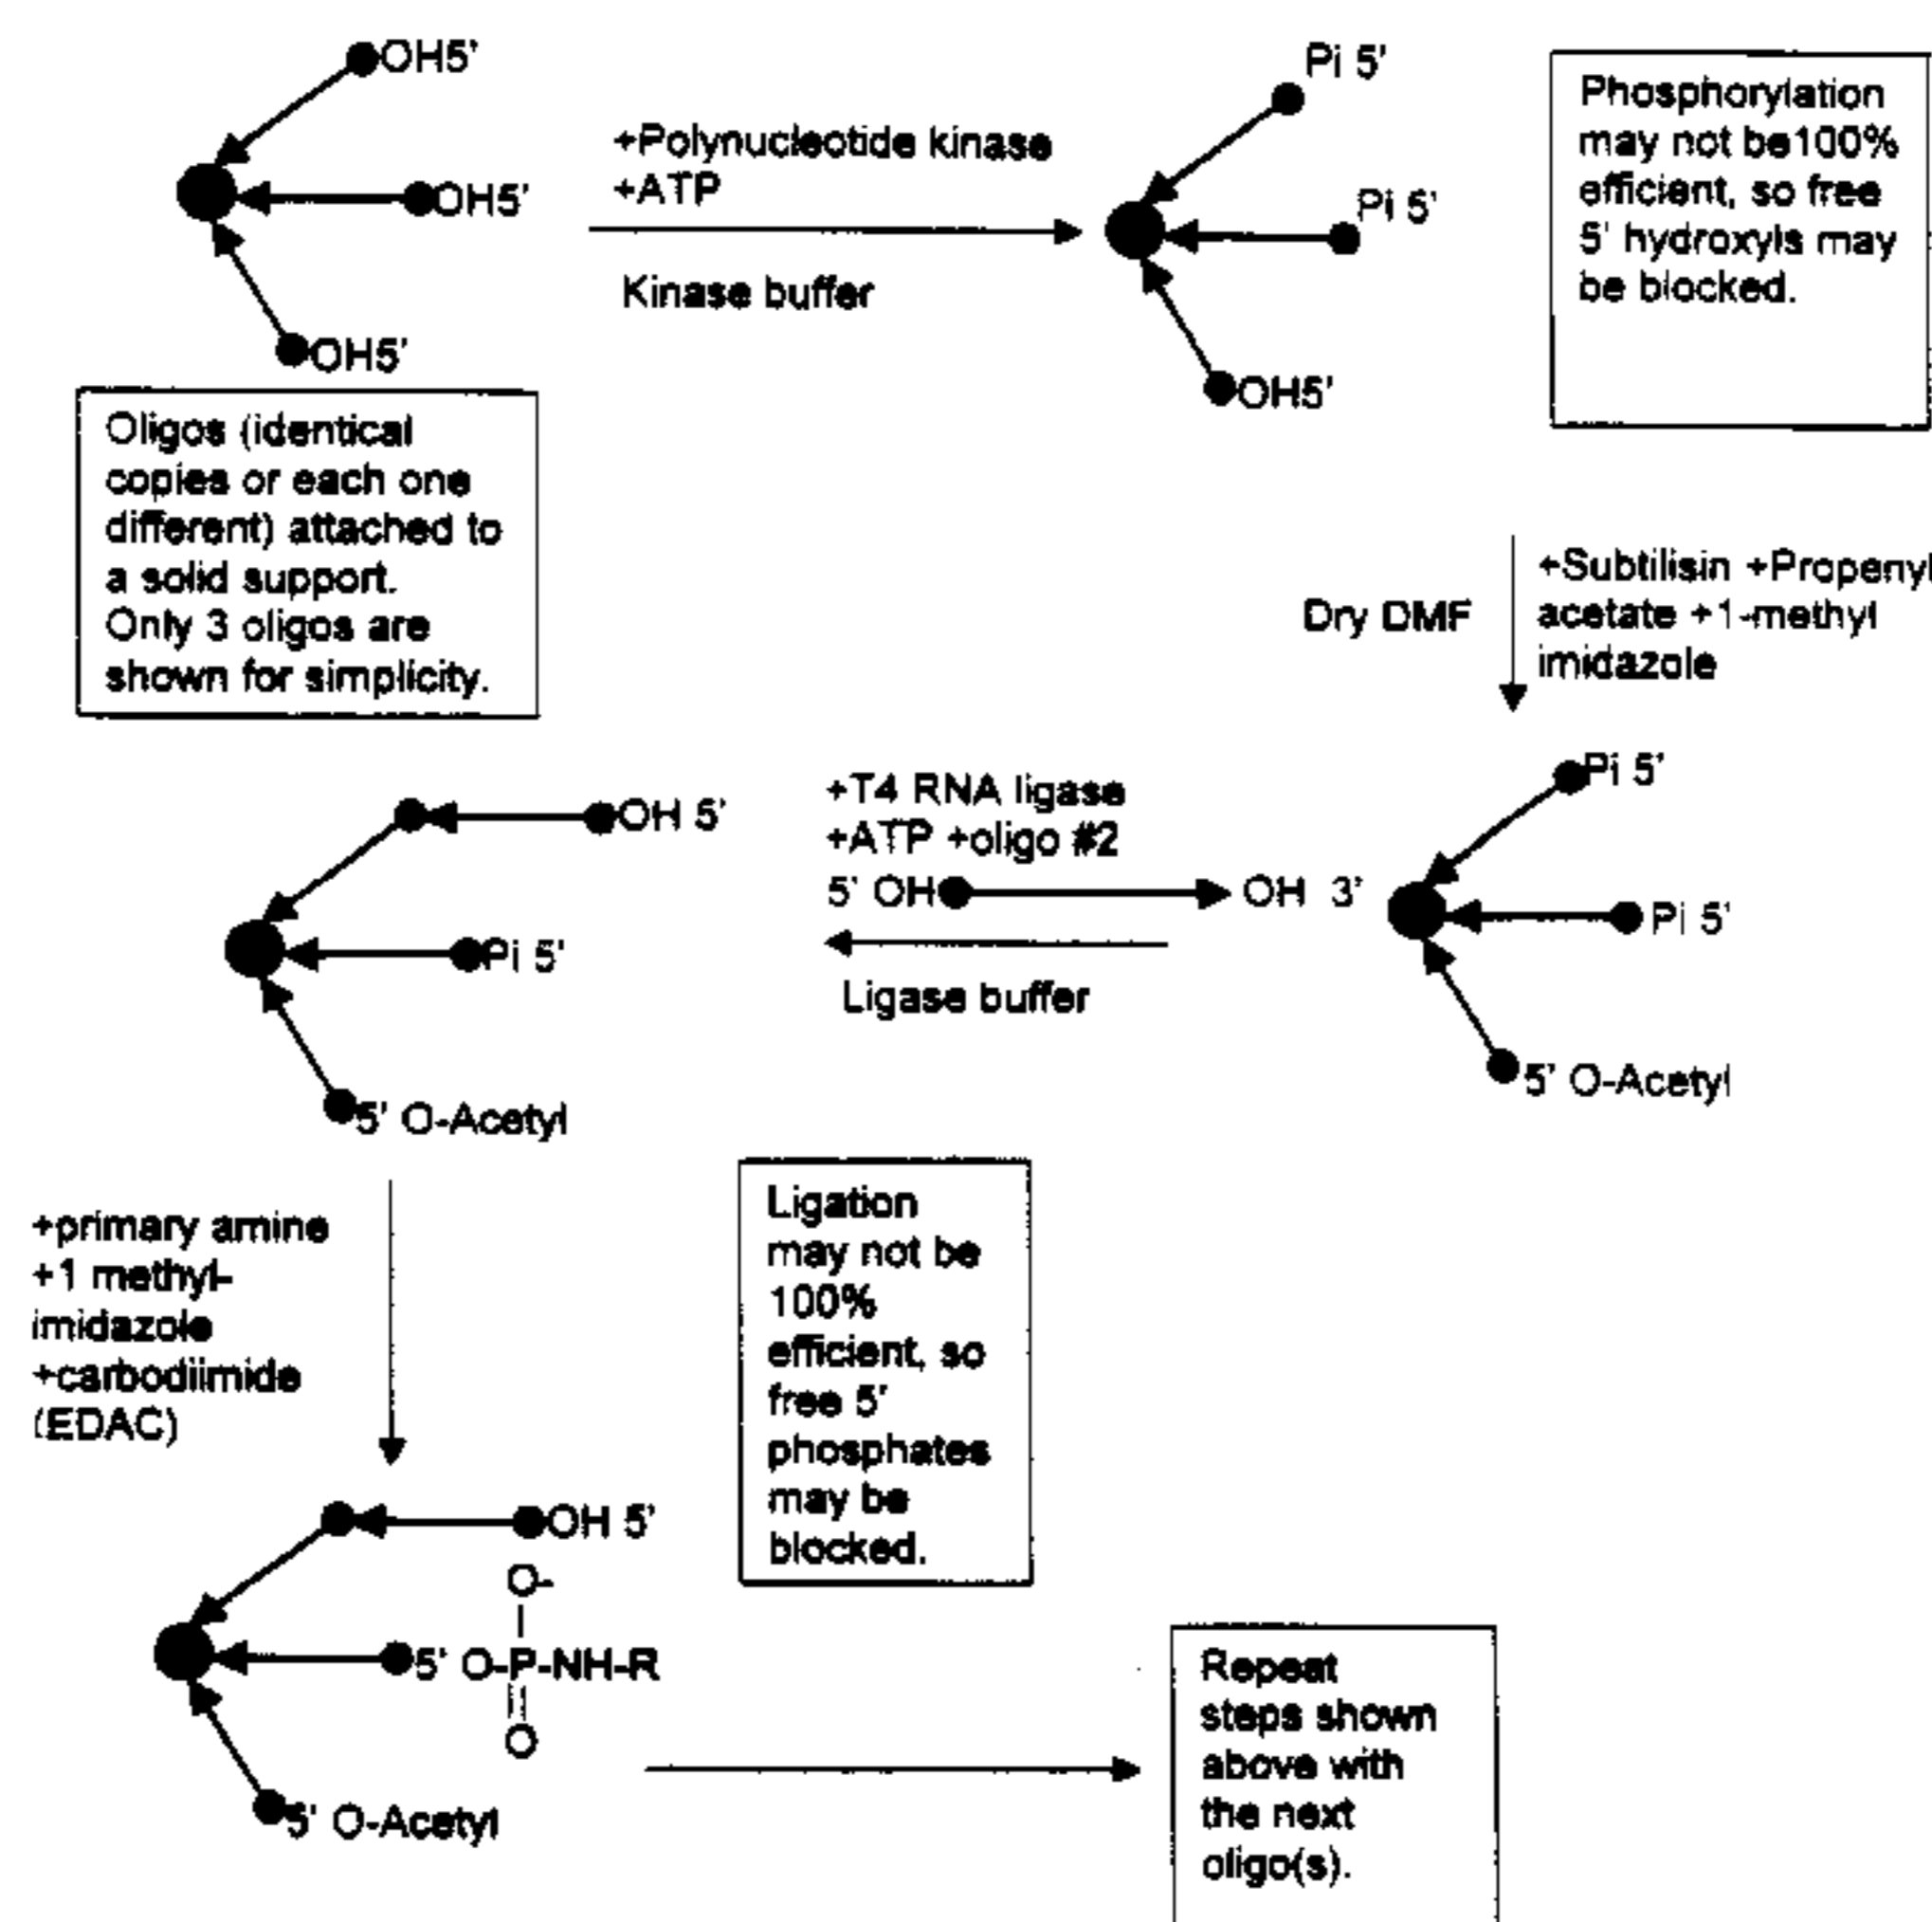 OH5'
OH5'
OH5'
+Polynucleotide kinase
+ATP
Kinase buffer
Pi 5'
Pi 5'
OH5'
Phosphorylation
may not be100%
efficient, so free
5' hydroxyls may
be blocked.
Oligos (identical
copies or each one
different) attached to
a solid support.
Only 3 oligos are
shown for simplicity.
Dry DMF
+Subtilisin +Propenyl
acetate +1-methyl
imidazole
Pi 5'
Pi 5'
5' O-Acetyl
+T4 RNA ligase
+ATP +oligo #2
5' OH OH 3'
Ligase buffer
OH 5'
Pi 5'
5' O-Acetyl
+primary amine
+1 methyl-
imidazole
+carbodiimide
(EDAC)
Ligation
may not be
100%
efficient, so
free 5'
phosphates
may be
blocked.
OH 5'
O-
5' O-P-NH-R
O
5' O-Acetyl
Repeat
steps shown
above with
the next
oligo(s).